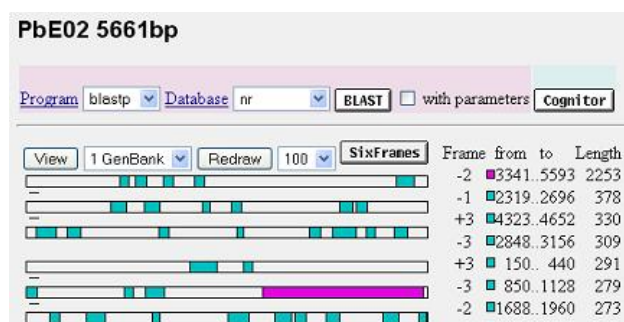 PbE02 5661bp
Program blastp Database nr BLAST with parameters Cognitor
View 1 GenBank Redraw 100 SixFrames Frame from to Length
-2 3341..5593 2253
-1 2319..2696 378
+3 4323..4652 330
-3 2848..3156 309
+3 150.. 440 291
-3 850..1128 279
-2 1688..1960 273